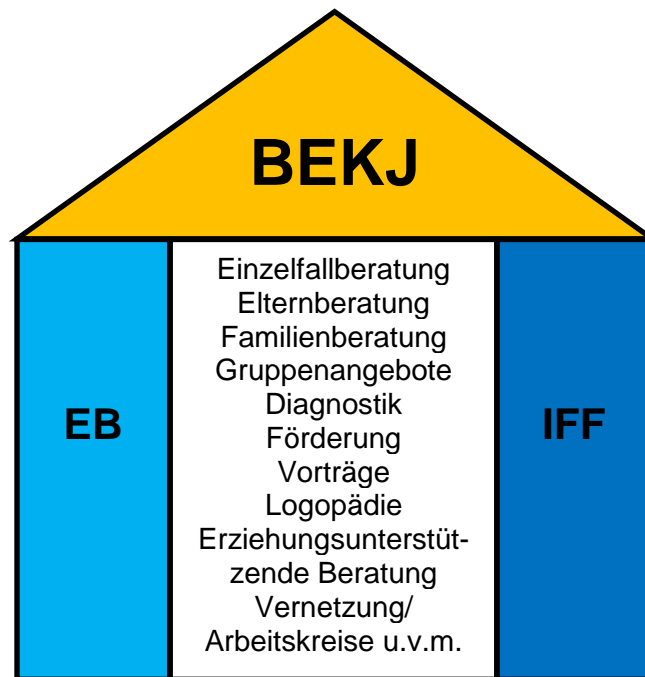 BEKJ
EB
Einzelfallberatung
Elternberatung
Familienberatung
Gruppenangebote
Diagnostik
Förderung
Vorträge
Logopädie
Erziehungsunterstüt-
zende Beratung
Vernetzung/
Arbeitskreise u.v.m.
IFF